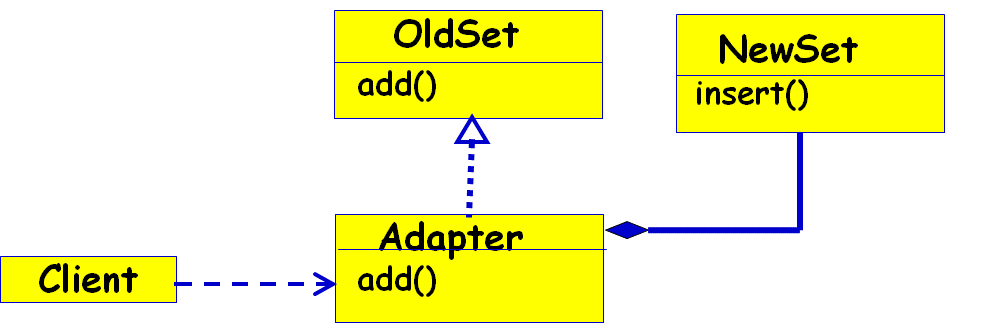 OldSet
add()
NewSet
insert()
Adapter
add()
Client